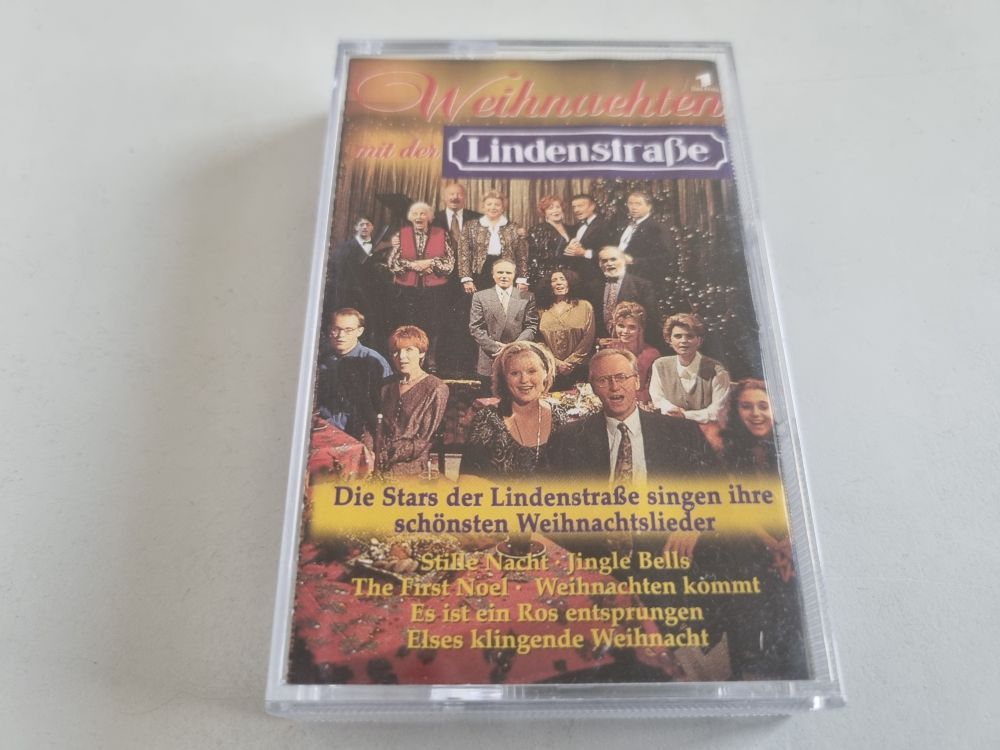 Weihnachten
mit der Lindenstraße
Die Stars der Lindenstraße singen ihre
schönsten Weihnachtslieder
Stille Nacht · Jingle Bells
The First Noel · Weihnachten kommt
Es ist ein Ros entsprungen
Elses klingende Weihnacht